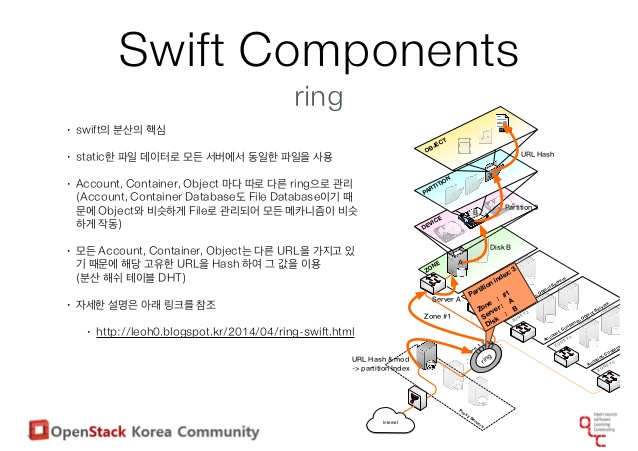 Swift Components
ring
• swift의 분산의 핵심
• static한 파일 데이터로 모든 서버에서 동일한 파일을 사용
• Account, Container, Object 마다 따로 다른 ring으로 관리
(Account, Container Database도 File Database이기 때
문에 Object와 비슷하게 File로 관리되어 모든 메카니즘이 비슷
하게 작동)
• 모든 Account, Container, Object는 다른 URL을 가지고 있
기 때문에 해당 고유한 URL을 Hash 하여 그 값을 이용
(분산 해쉬 테이블 DHT)
• 자세한 설명은 아래 링크를 참조
• http://leoh0.blogspot.kr/2014/04/ring-swift.html
OBJECT
URL Hash
PARTITION
Partition 3
DEVICE
Disk B
ZONE
A
Server A
Zone #1
Partition index: 3
Zone : #1
Server: A
Disk : B
URL Hash & mod
-> partition index
ring
Internet
OpenStack Korea Community
Open source
Software
Learning
Community